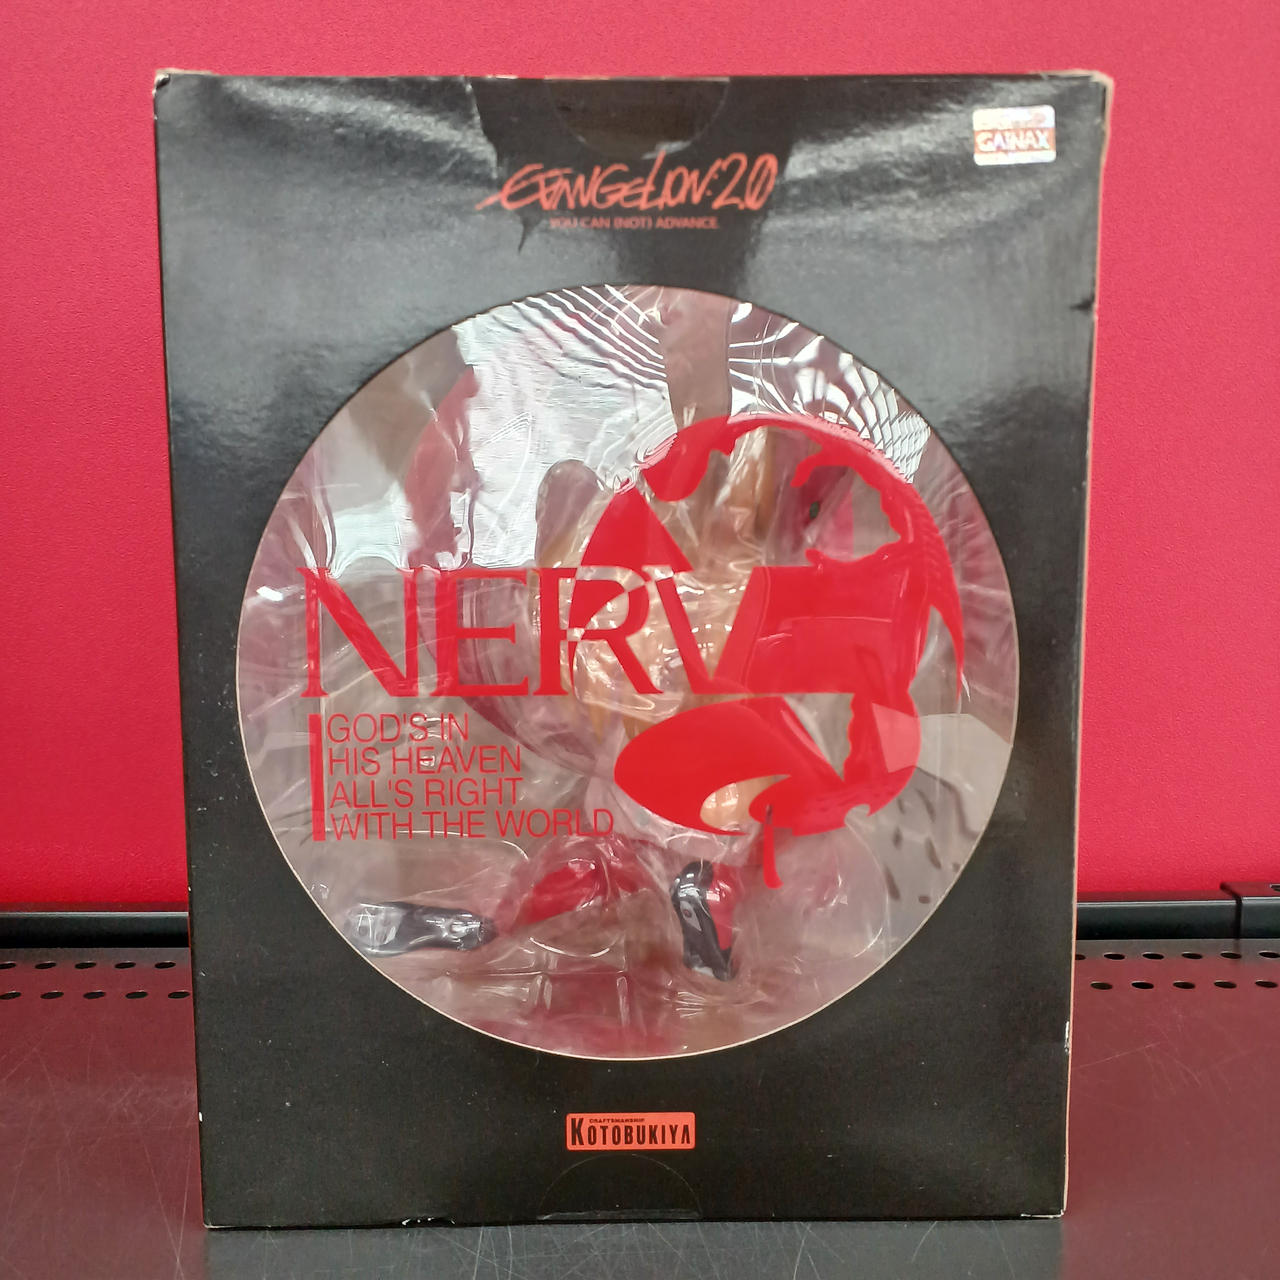 EVANGELION:2.0
YOU CAN (NOT) ADVANCE.
GAINAX
NERV
GOD'S IN
HIS HEAVEN
ALL'S RIGHT
WITH THE WORLD
CRAFTSMANSHIP
KOTOBUKIYA